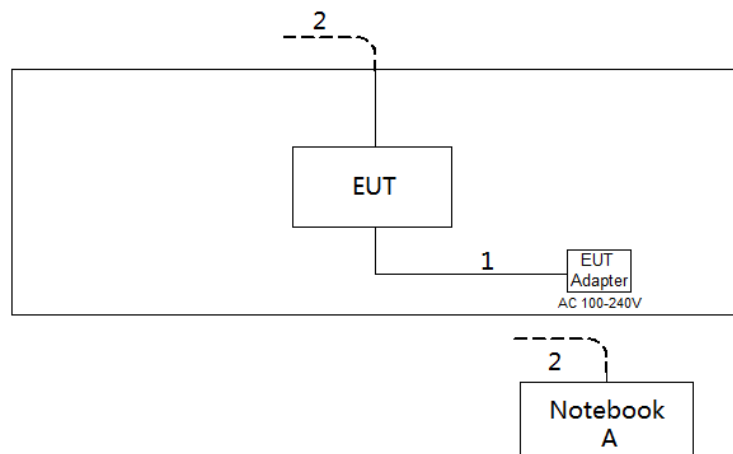 2
EUT
1
EUT
Adapter
AC 100-240V
2
Notebook
A